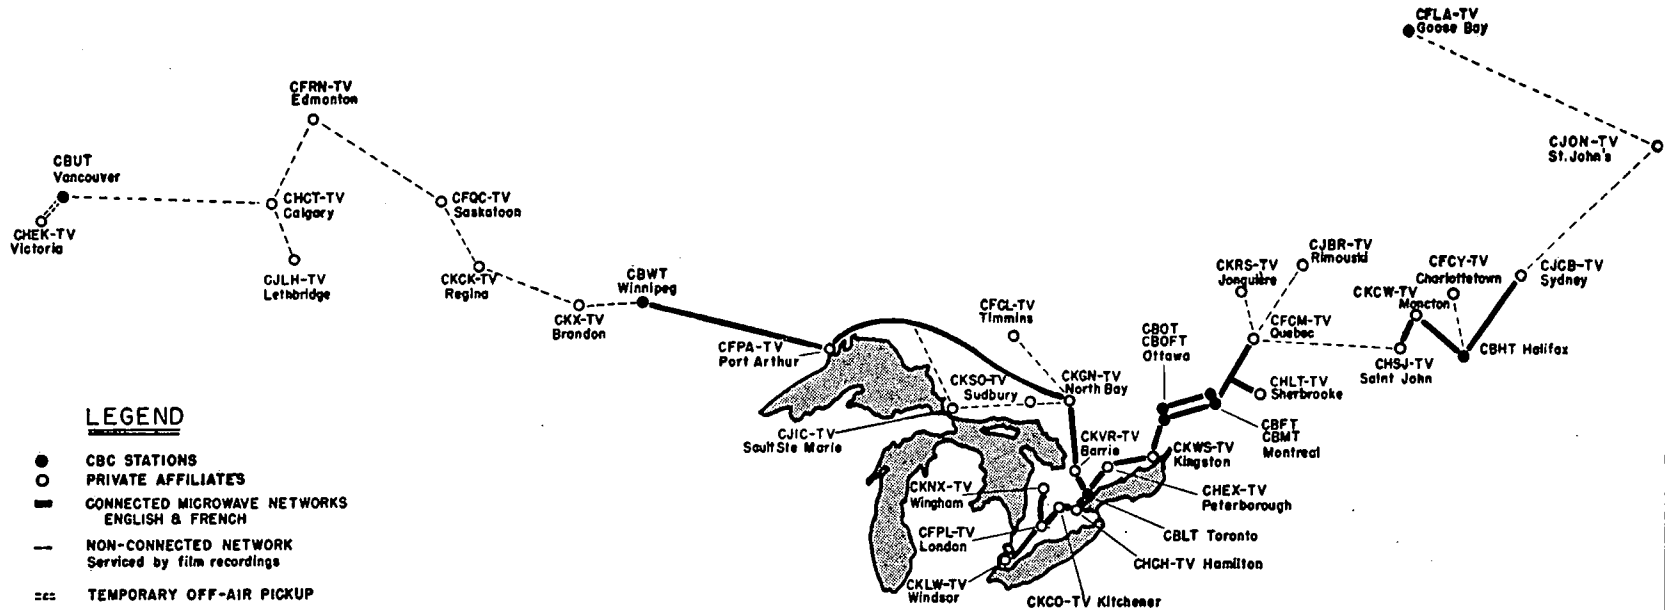 CFLA-TV
Goose Bay
CFRN-TV
Edmonton
CJON-TV
St. John's
CBUT
Vancouver
CHCT-TV
Calgary
CFQC-TV
Saskatoon
CHEK-TV
Victoria
CJLH-TV
Lethbridge
CKCK-TV
Regina
CBWT
Winnipeg
CKX-TV
Brandon
CFPA-TV
Port Arthur
CFCL-TV
Timmins
CKSO-TV
Sudbury
CKGN-TV
North Bay
CJIC-TV
Sault Ste Marie
CBOT
CBOFT
Ottawa
CKRS-TV
Jonquière
CJBR-TV
Rimouski
CFCM-TV
Quebec
CFCY-TV
Charlottetown
CKCW-TV
Moncton
CJCB-TV
Sydney
CBHT Halifax
CHSJ-TV
Saint John
CHLT-TV
Sherbrooke
CBFT
CBMT
Montreal
CKVR-TV
Barrie
CKWS-TV
Kingston
CHEX-TV
Peterborough
CKNX-TV
Wingham
CBLT Toronto
CFPL-TV
London
CHCH-TV Hamilton
CKLW-TV
Windsor
CKCO-TV Kitchener
LEGEND
CBC STATIONS
PRIVATE AFFILIATES
CONNECTED MICROWAVE NETWORKS
ENGLISH & FRENCH
NON-CONNECTED NETWORK
Serviced by film recordings
TEMPORARY OFF-AIR PICKUP